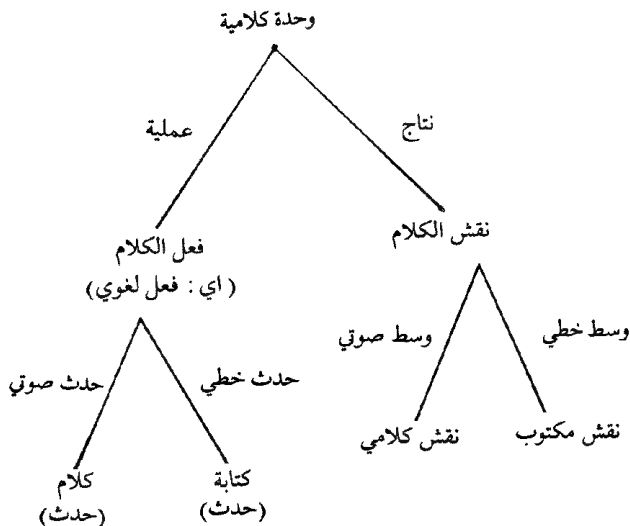 وحدة كلامية
نتاج
عملية
نقش الكلام
فعل الكلام
(اي : فعل لغوي)
وسط خطي
وسط صوتي
حدث خطي
حدث صوتي
نقش مكتوب
نقش كلامي
كتابة
(حدث)
كلام
(حدث)